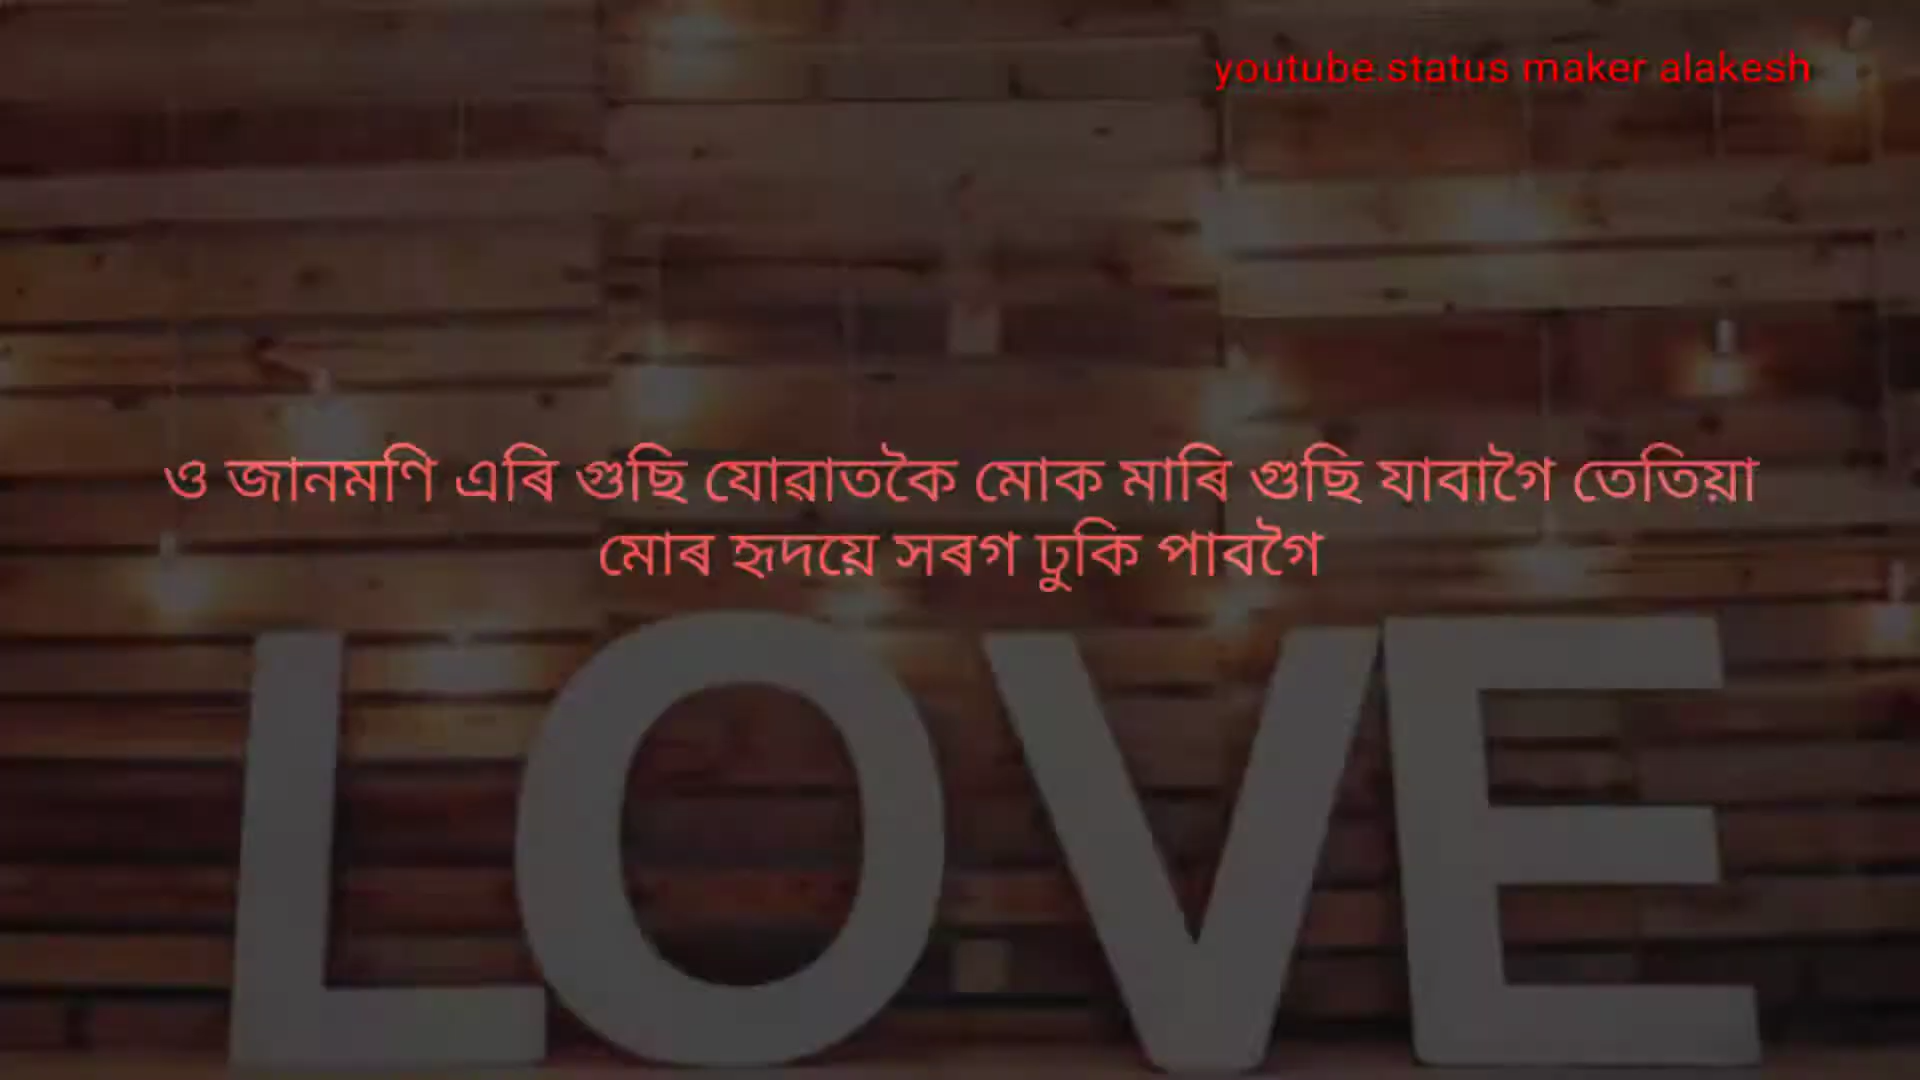 youtube.status maker alakesh
ও জানমণি এৰি গুছি যোৱাতকৈ মোক মাৰি গুছি যাবাগৈ তেতিয়া
মোৰ হৃদয়ে সৰগ ঢুকি পাবগৈ
LOVE